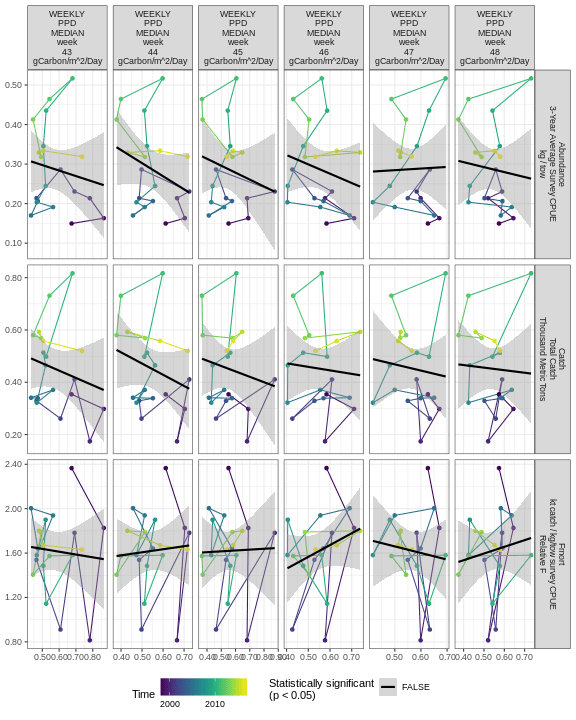 WEEKLY PPD MEDIAN week 43 gCarbon/m^2/Day
WEEKLY PPD MEDIAN week 44 gCarbon/m^2/Day
WEEKLY PPD MEDIAN week 45 gCarbon/m^2/Day
WEEKLY PPD MEDIAN week 46 gCarbon/m^2/Day
WEEKLY PPD MEDIAN week 47 gCarbon/m^2/Day
WEEKLY PPD MEDIAN week 48 gCarbon/m^2/Day
0.50
0.40
0.30
0.20
0.10
Abundance
3-Year Average Survey CPUE
kg / tow
0.80
0.60
0.40
0.20
Catch
Total Catch
Thousand Metric Tons
2.40
2.00
1.60
1.20
0.80
Fmort
kt catch / kg/tow survey CPUE
Relative F
0.500.600.700.80
0.40 0.50 0.60 0.70
0.400.500.600.700.80
0.40 0.50 0.60 0.70
0.50 0.60 0.70
0.40 0.50 0.60 0.70
Time
2000 2010
Statistically significant
(p < 0.05)
FALSE